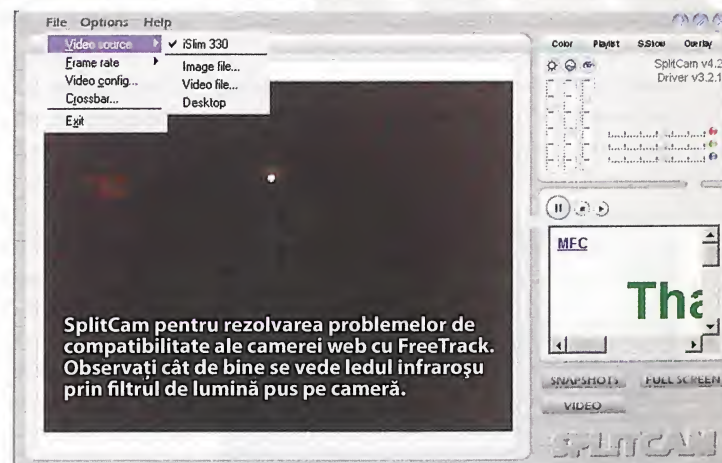 File Options Help
Video source
Frame rate
Video config...
Crossbar...
Exit
iSlim 330
Image file...
Video file...
Desktop
Color Playlist S.Show Overlay
SplitCam v4.2
Driver v3.2.1
MFC
Tha
SNAPSHOTS FULL SCREEN
VIDEO
SPLITCAM
SplitCam pentru rezolvarea problemelor de
compatibilitate ale camerei web cu FreeTrack.
Observați cât de bine se vede ledul infraroșu
prin filtrul de lumină pus pe cameră.